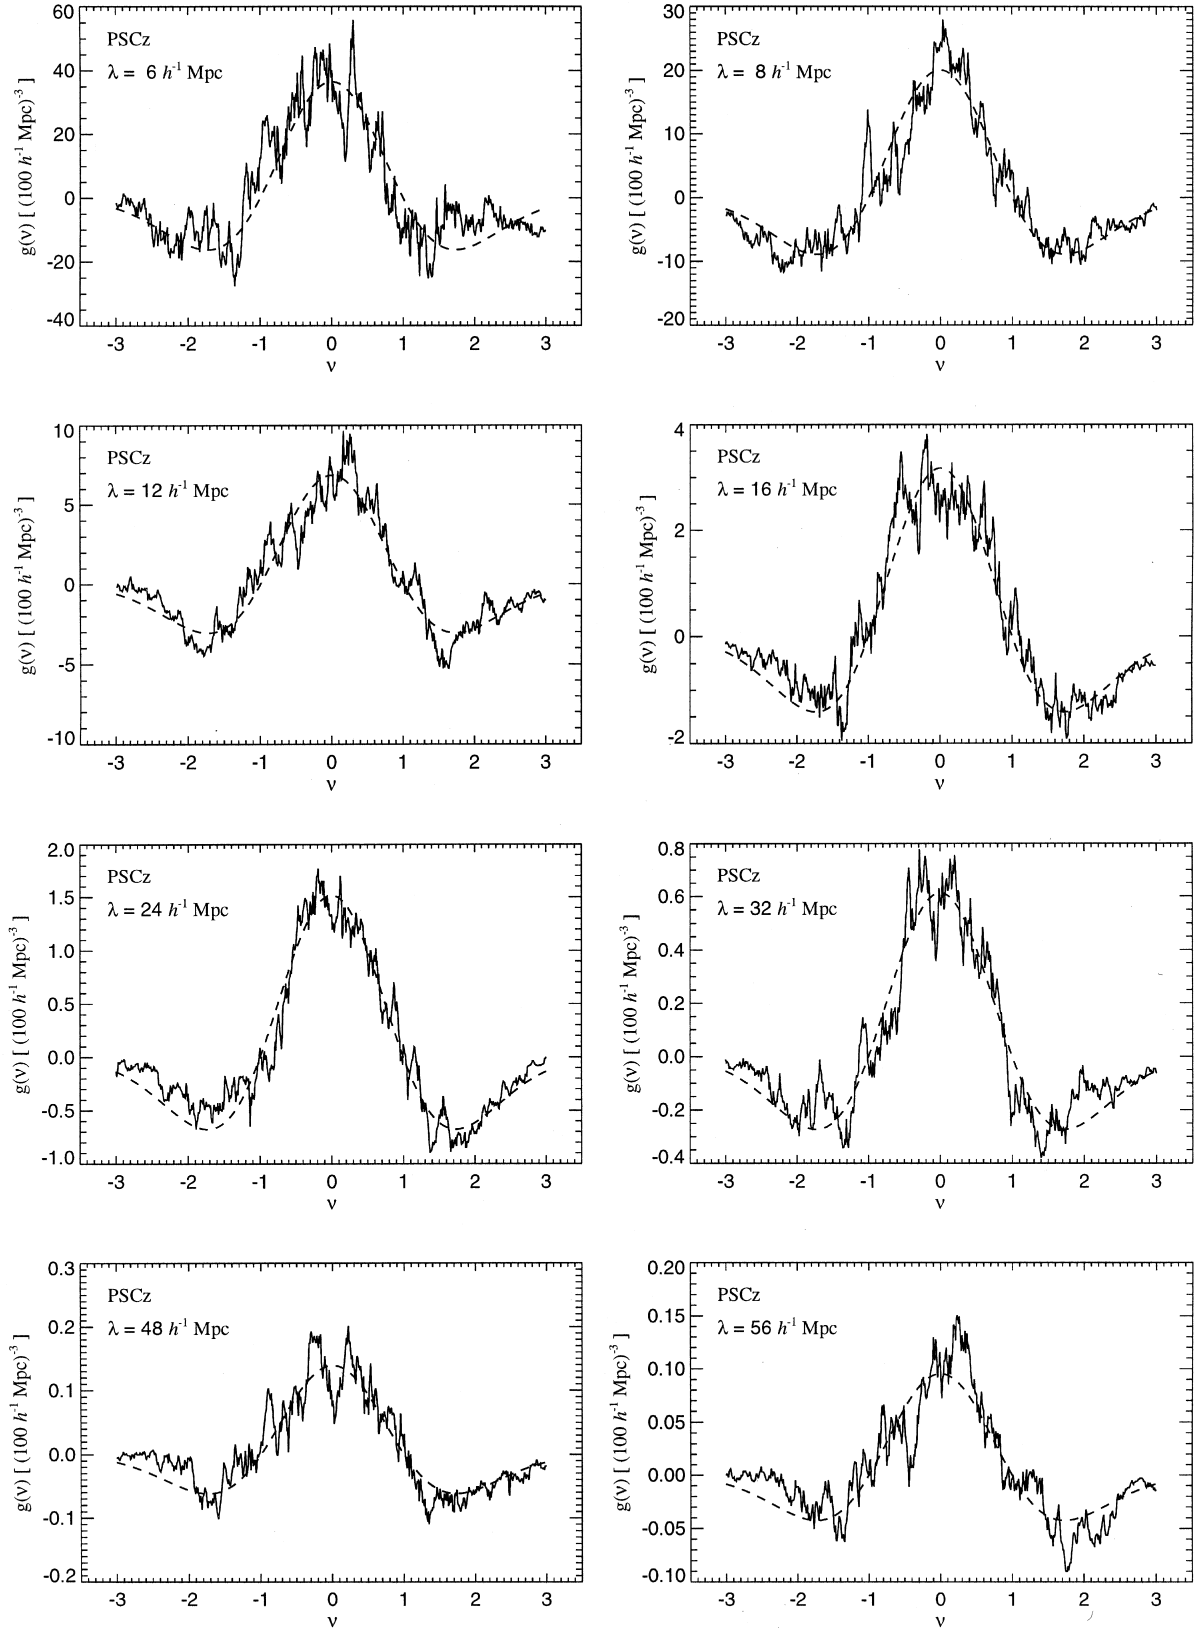 PSCz
λ = 6 h⁻¹ Mpc
g(ν) [ (100 h⁻¹ Mpc)⁻³ ]
60
40
20
0
-20
-40
-3 -2 -1 0 1 2 3
ν
PSCz
λ = 8 h⁻¹ Mpc
g(ν) [ (100 h⁻¹ Mpc)⁻³ ]
30
20
10
0
-10
-20
-3 -2 -1 0 1 2 3
ν
PSCz
λ = 12 h⁻¹ Mpc
g(ν) [ (100 h⁻¹ Mpc)⁻³ ]
10
5
0
-5
-10
-3 -2 -1 0 1 2 3
ν
PSCz
λ = 16 h⁻¹ Mpc
g(ν) [ (100 h⁻¹ Mpc)⁻³ ]
4
2
0
-2
-3 -2 -1 0 1 2 3
ν
PSCz
λ = 24 h⁻¹ Mpc
g(ν) [ (100 h⁻¹ Mpc)⁻³ ]
2.0
1.5
1.0
0.5
0.0
-0.5
-1.0
-3 -2 -1 0 1 2 3
ν
PSCz
λ = 32 h⁻¹ Mpc
g(ν) [ (100 h⁻¹ Mpc)⁻³ ]
0.8
0.6
0.4
0.2
0.0
-0.2
-0.4
-3 -2 -1 0 1 2 3
ν
PSCz
λ = 48 h⁻¹ Mpc
g(ν) [ (100 h⁻¹ Mpc)⁻³ ]
0.3
0.2
0.1
0.0
-0.1
-0.2
-3 -2 -1 0 1 2 3
ν
PSCz
λ = 56 h⁻¹ Mpc
g(ν) [ (100 h⁻¹ Mpc)⁻³ ]
0.20
0.15
0.10
0.05
0.00
-0.05
-0.10
-3 -2 -1 0 1 2 3
ν